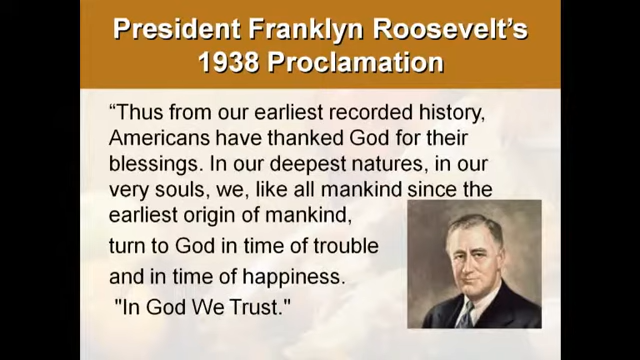 President Franklyn Roosevelt's
1938 Proclamation
“Thus from our earliest recorded history,
Americans have thanked God for their
blessings. In our deepest natures, in our
very souls, we, like all mankind since the
earliest origin of mankind,
turn to God in time of trouble
and in time of happiness.
"In God We Trust."